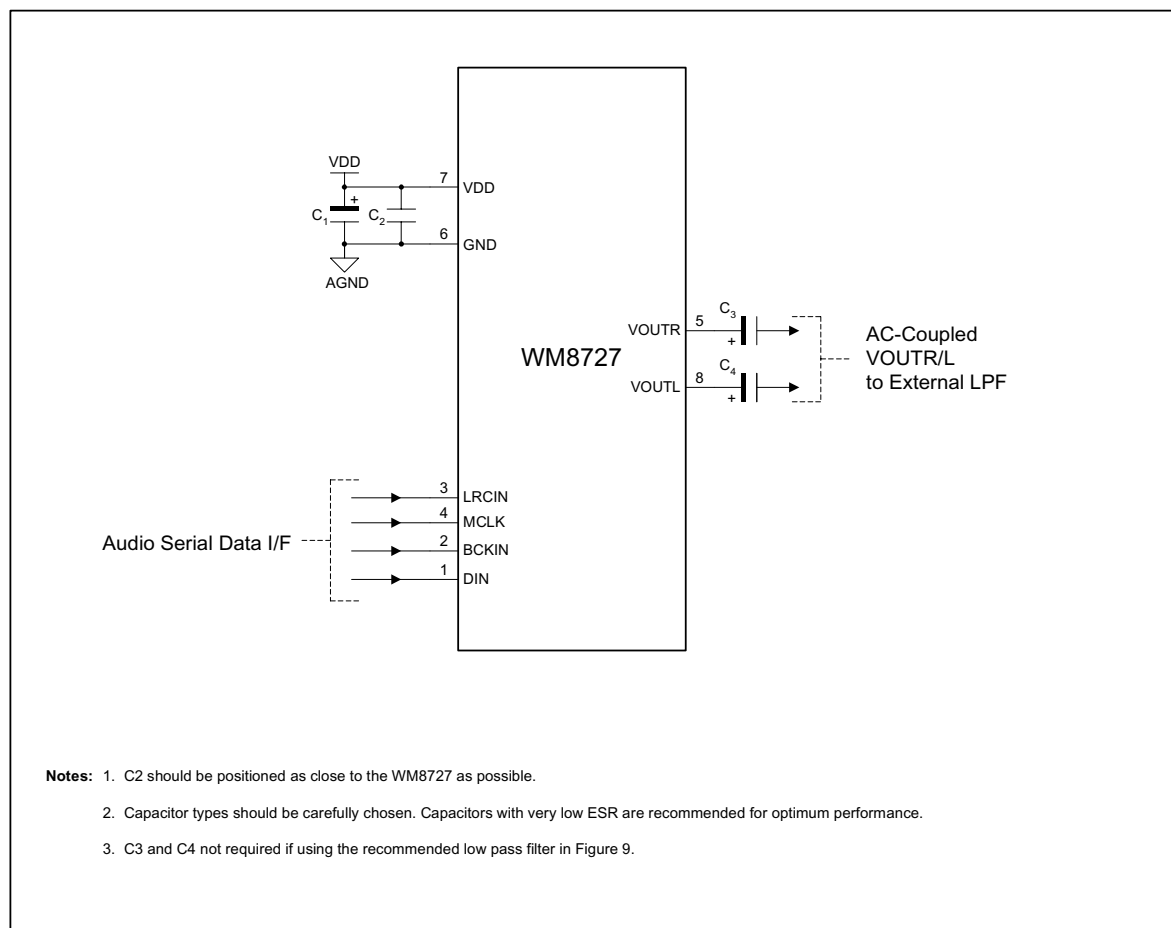 VDD
7
VDD
+
C1
C2
6
GND
AGND
VOUTR
5
C3
+
WM8727
AC-Coupled
VOUTR/L
to External LPF
VOUTL
8
C4
+
Audio Serial Data I/F
3
LRCIN
4
MCLK
2
BCKIN
1
DIN
Notes: 1. C2 should be positioned as close to the WM8727 as possible.
2. Capacitor types should be carefully chosen. Capacitors with very low ESR are recommended for optimum performance.
3. C3 and C4 not required if using the recommended low pass filter in Figure 9.